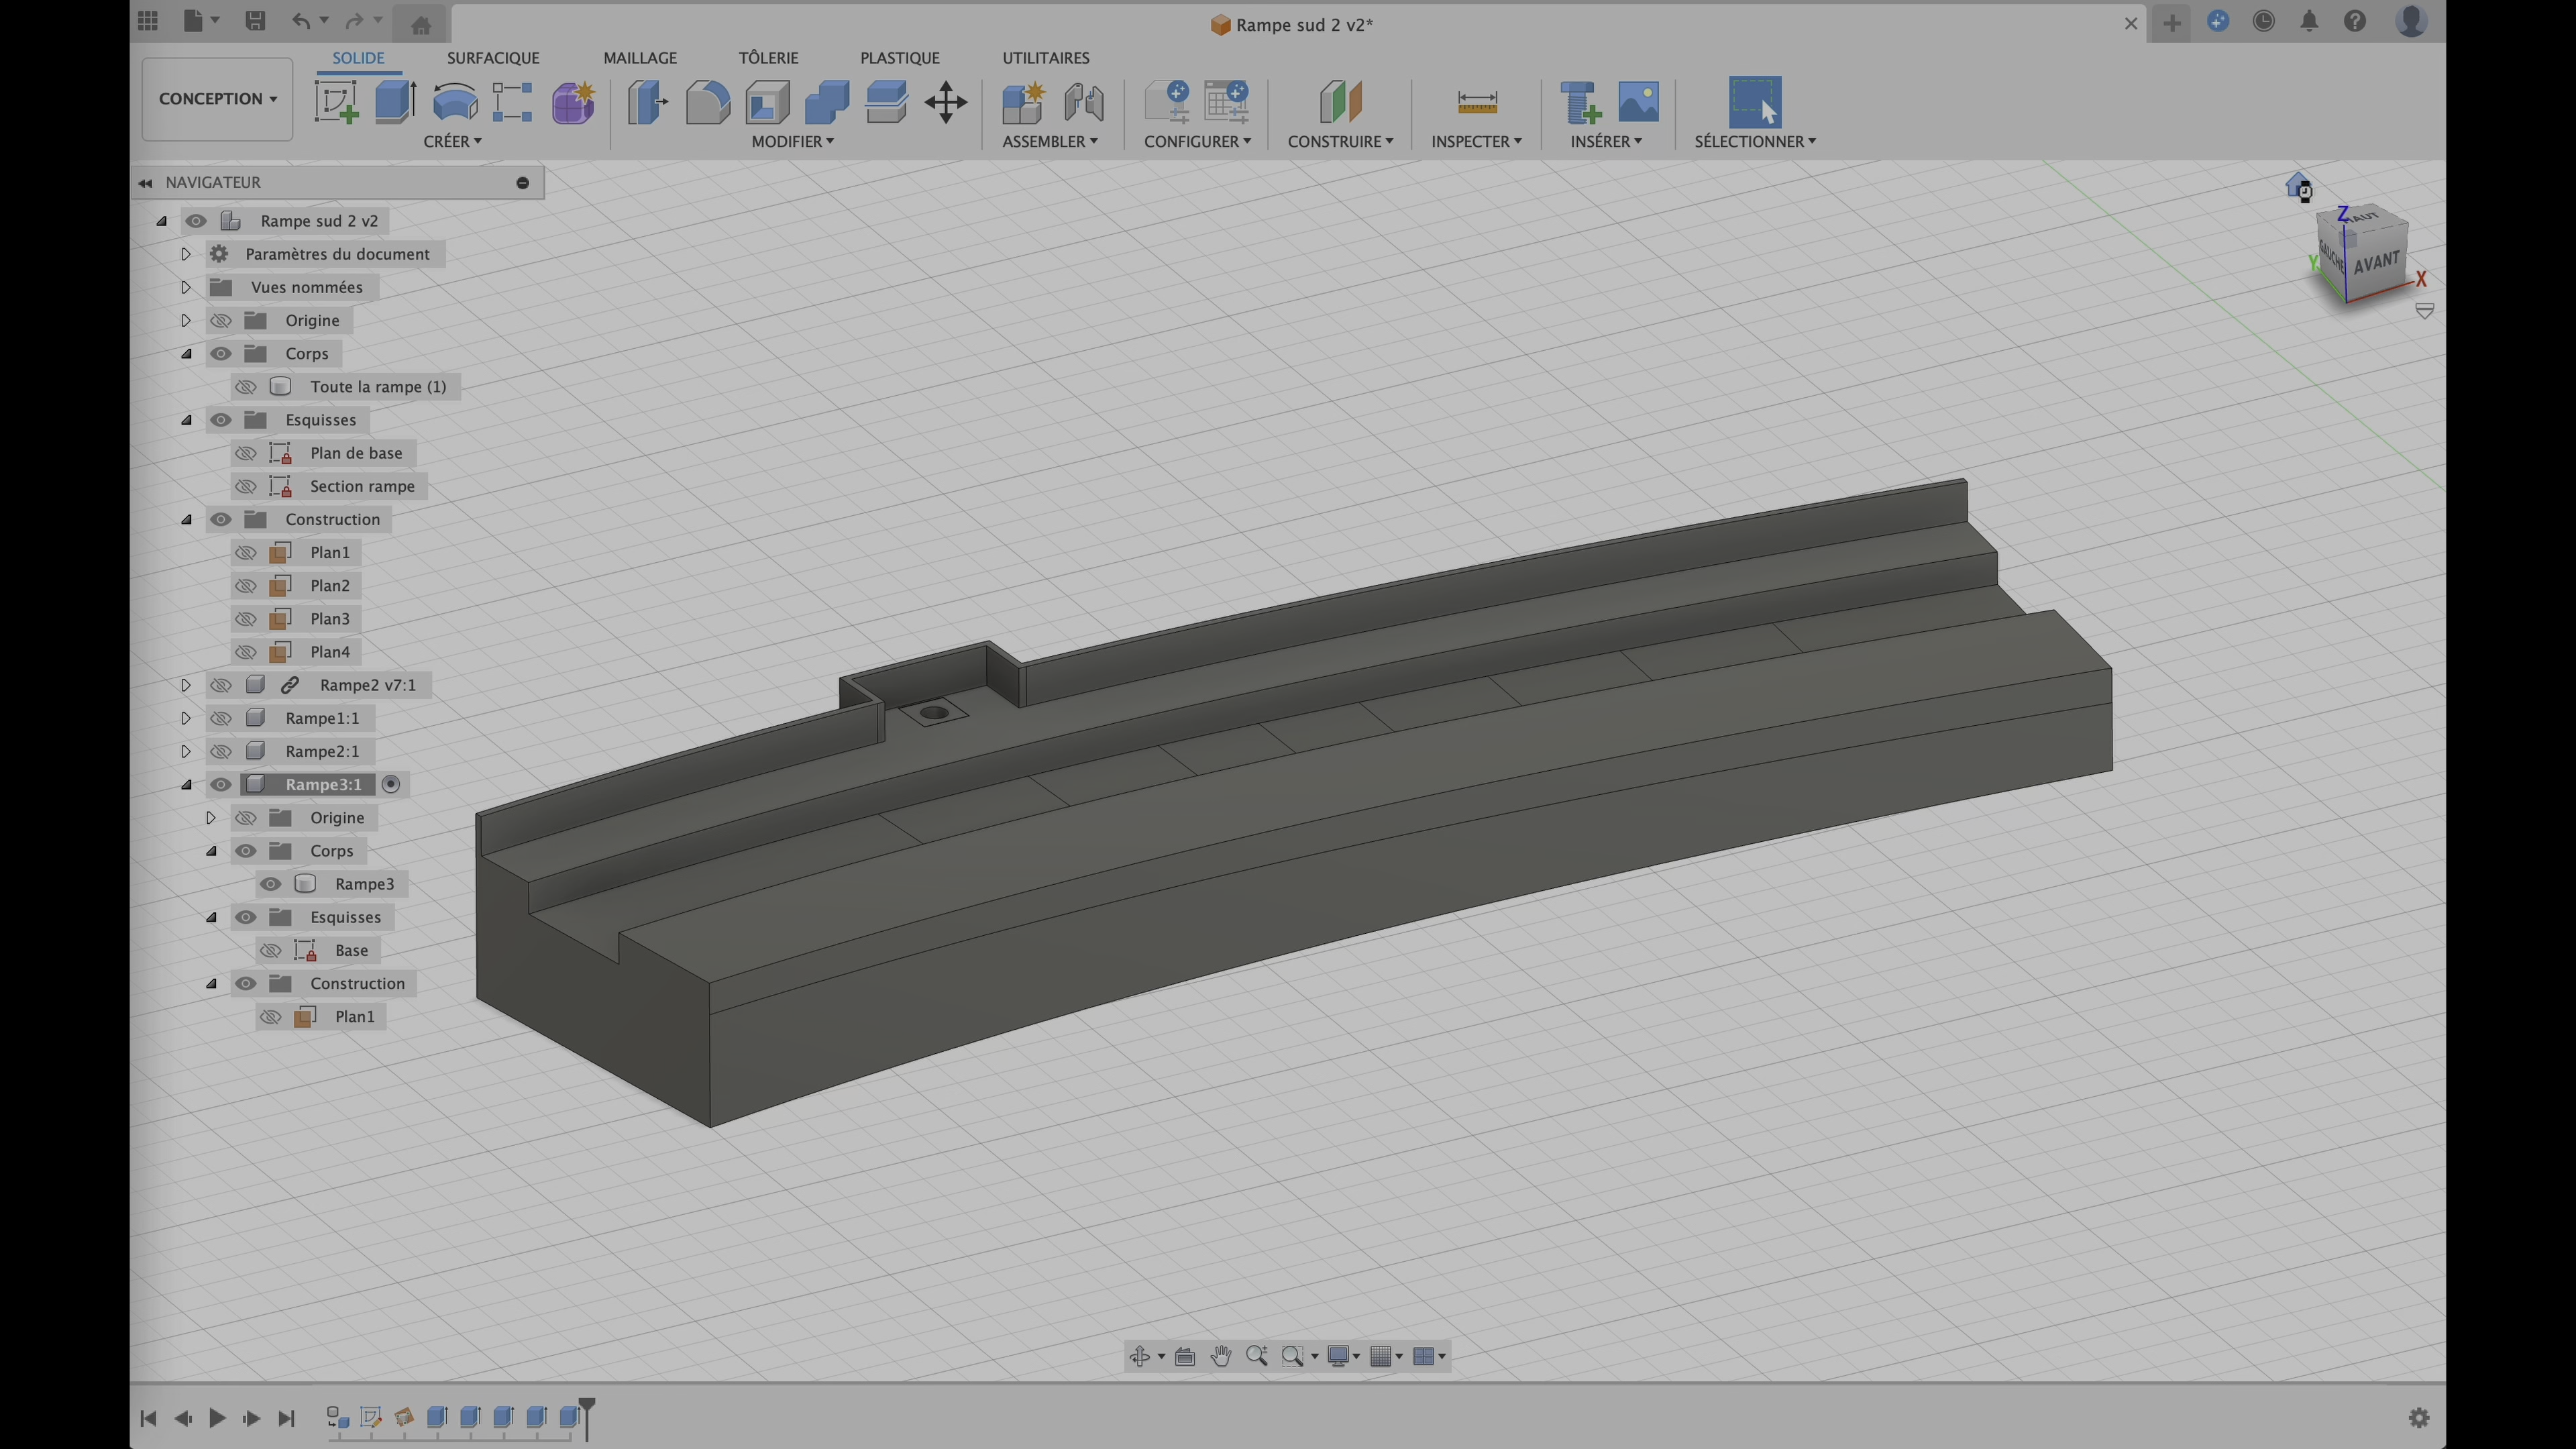 Rampe sud 2 v2*
SOLIDE SURFACIQUE MAILLAGE TÔLERIE PLASTIQUE UTILITAIRES
CONCEPTION
CRÉER MODIFIER ASSEMBLER CONFIGURER CONSTRUIRE INSPECTER INSÉRER SÉLECTIONNER
NAVIGATEUR
Rampe sud 2 v2
Paramètres du document
Vues nommées
Origine
Corps
Toute la rampe (1)
Esquisses
Plan de base
Section rampe
Construction
Plan1
Plan2
Plan3
Plan4
Rampe2 v7:1
Rampe1:1
Rampe2:1
Rampe3:1
Origine
Corps
Rampe3
Esquisses
Base
Construction
Plan1
Z
HAUT
GAUCHE
AVANT
Y
X